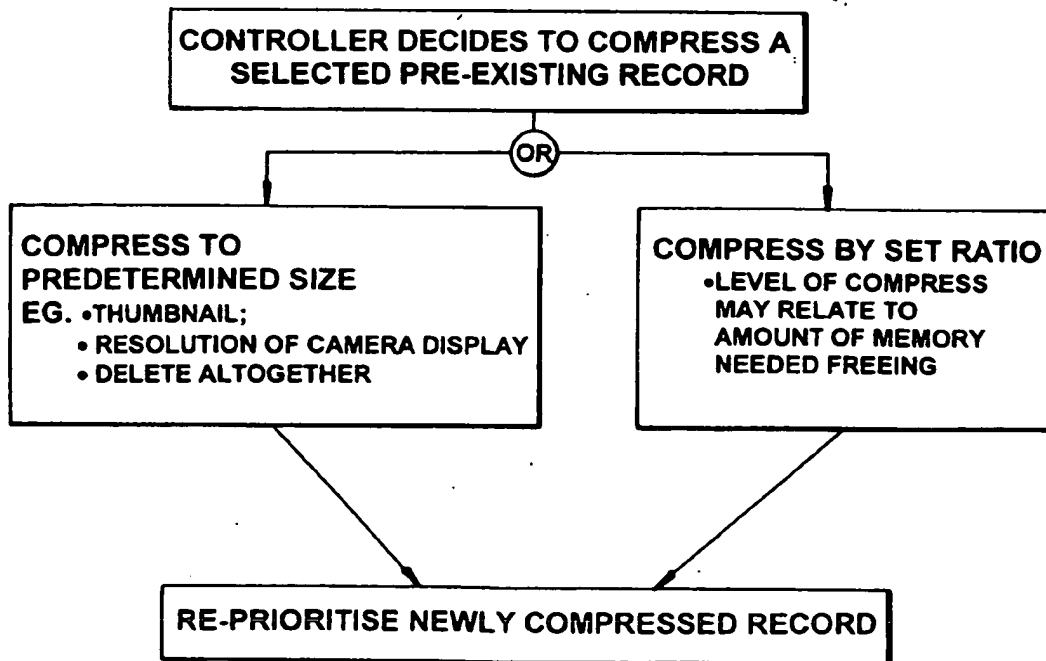 CONTROLLER DECIDES TO COMPRESS A
SELECTED PRE-EXISTING RECORD
OR
COMPRESS TO
PREDETERMINED SIZE
EG. •THUMBNAIL;
• RESOLUTION OF CAMERA DISPLAY
• DELETE ALTOGETHER
COMPRESS BY SET RATIO
•LEVEL OF COMPRESS
MAY RELATE TO
AMOUNT OF MEMORY
NEEDED FREEING
RE-PRIORITISE NEWLY COMPRESSED RECORD